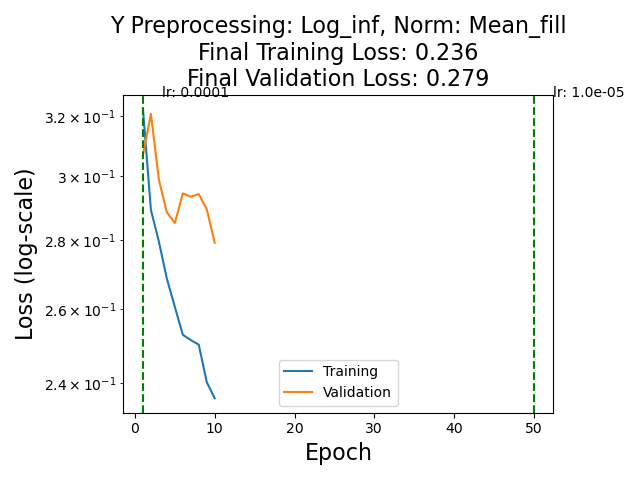 Y Preprocessing: Log_inf, Norm: Mean_fill
Final Training Loss: 0.236
Final Validation Loss: 0.279
lr: 0.0001
lr: 1.0e-05
3.2 × 10⁻¹
3 × 10⁻¹
2.8 × 10⁻¹
2.6 × 10⁻¹
2.4 × 10⁻¹
Loss (log-scale)
Training
Validation
0 10 20 30 40 50
Epoch